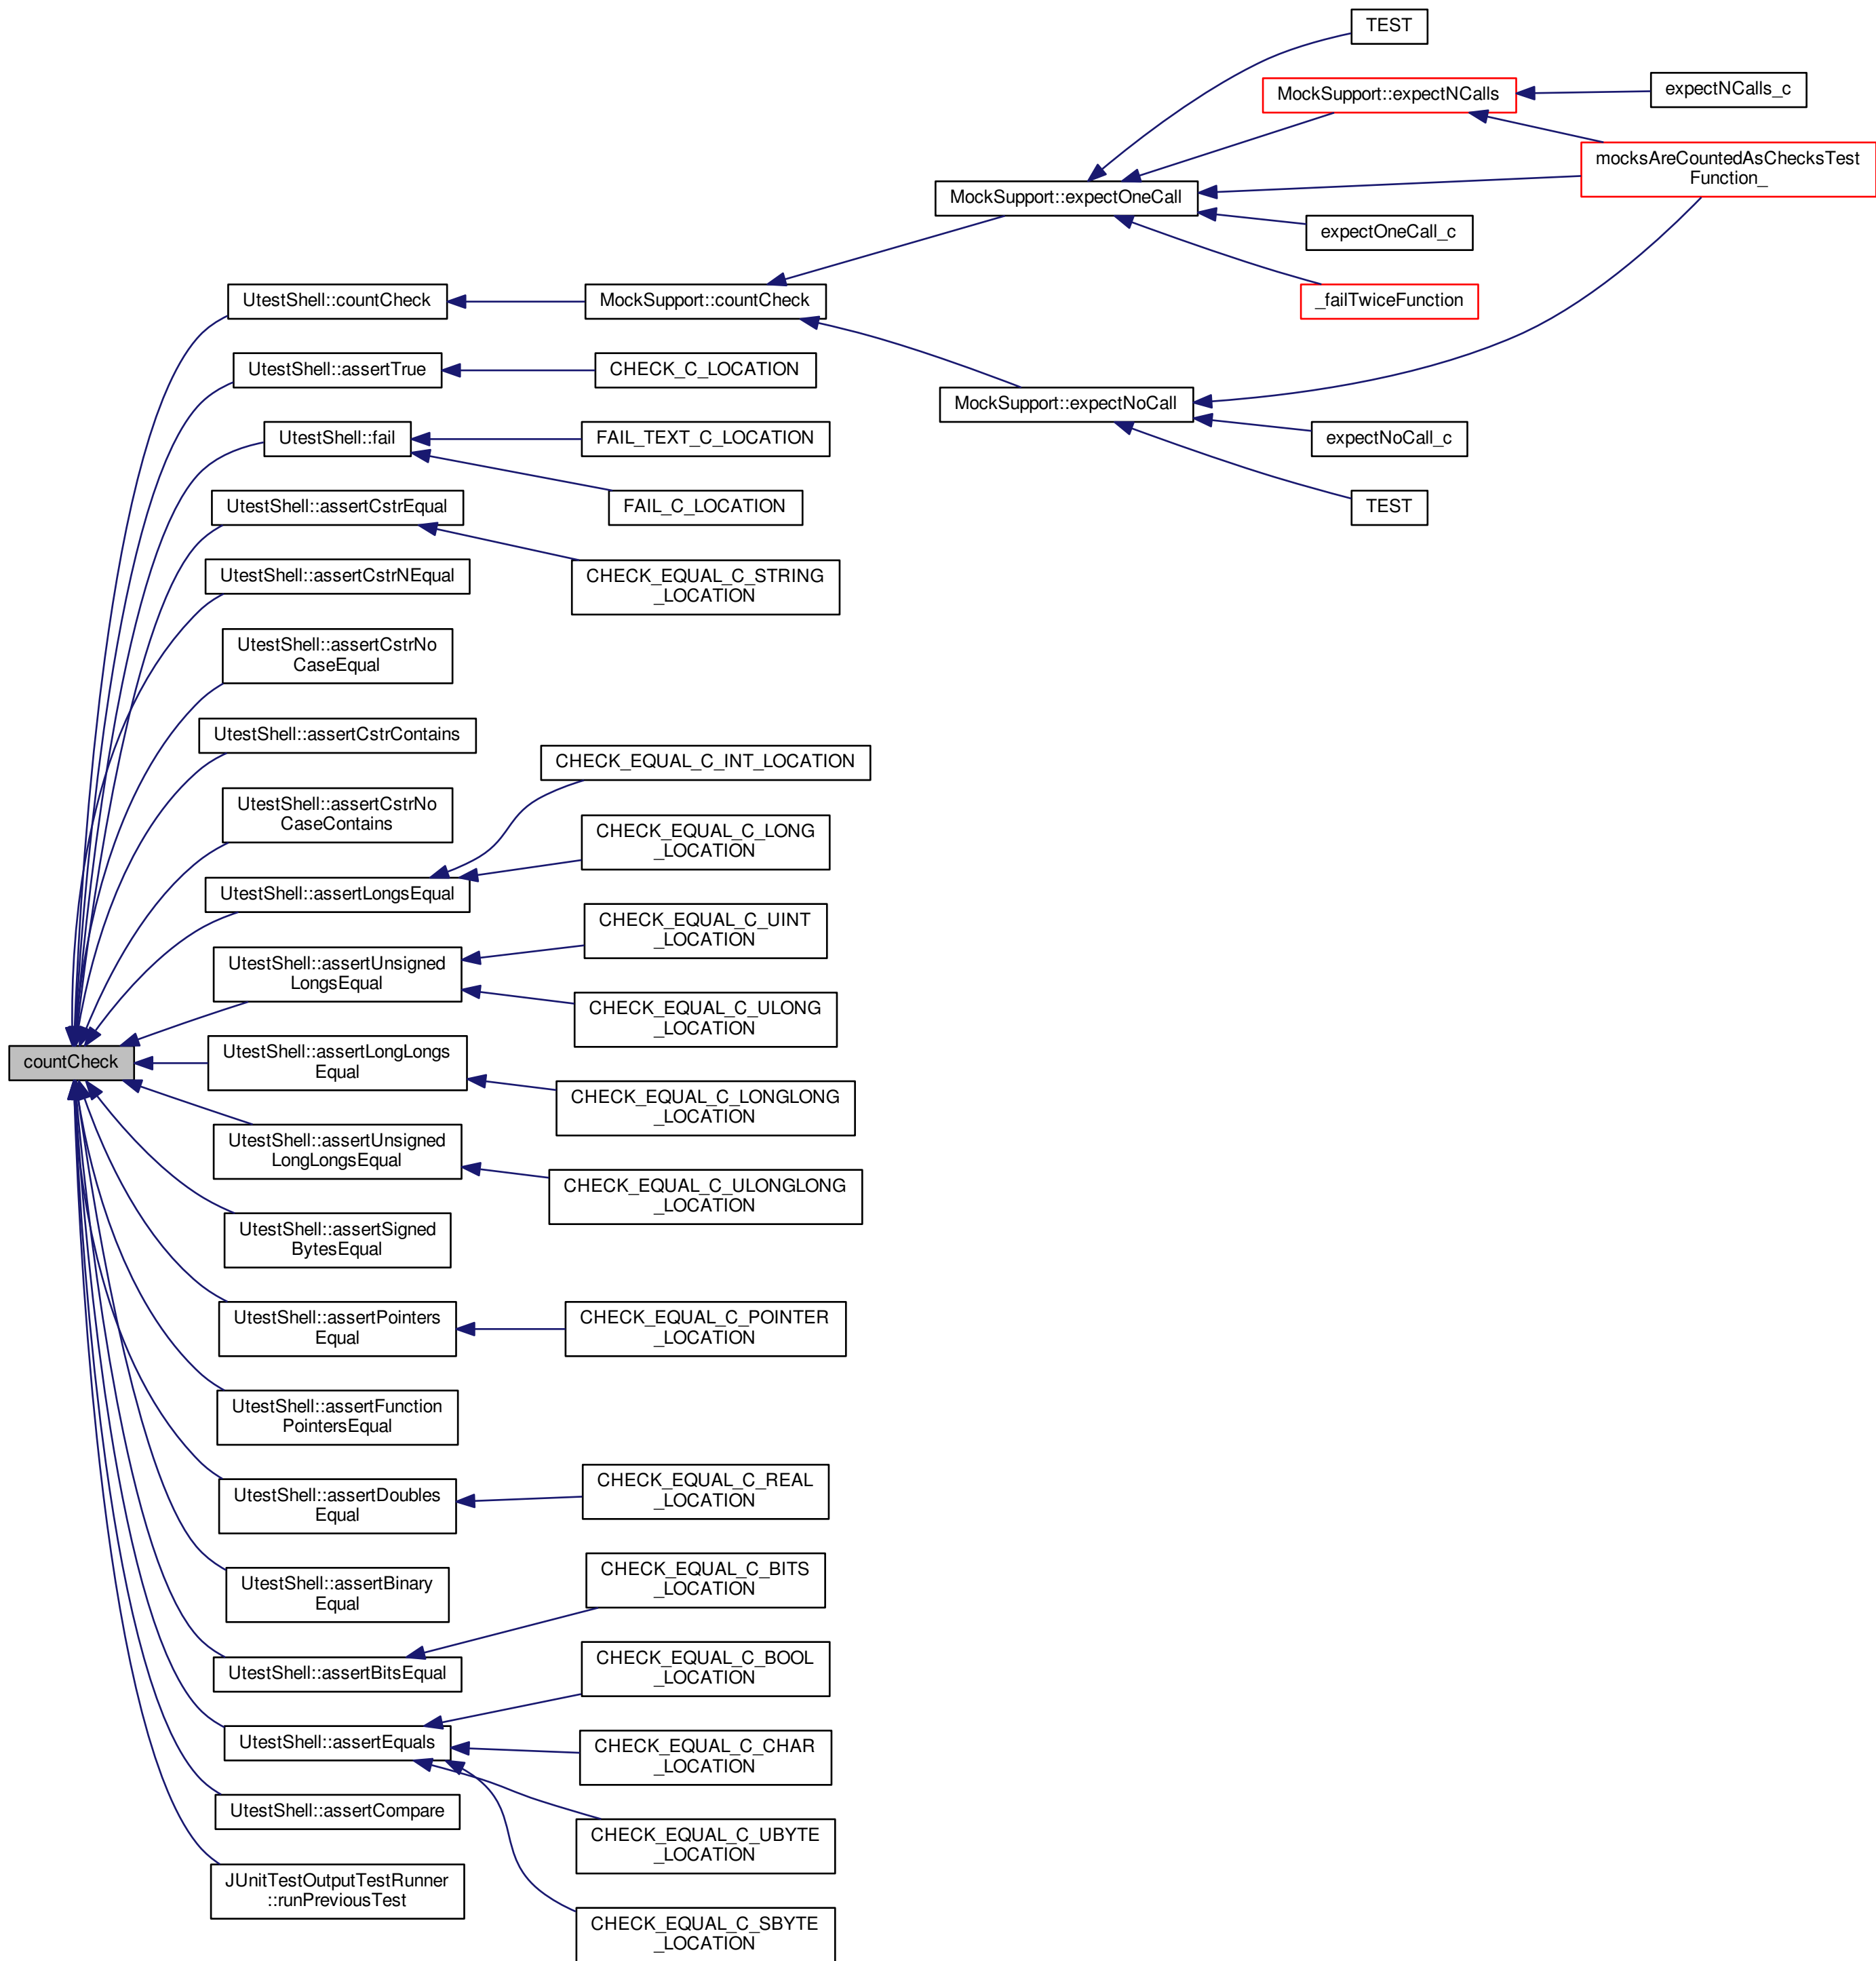 TEST
MockSupport::expectNCalls
expectNCalls_c
mocksAreCountedAsChecksTest
Function_
MockSupport::expectOneCall
expectOneCall_c
_failTwiceFunction
UtestShell::countCheck
MockSupport::countCheck
UtestShell::assertTrue
CHECK_C_LOCATION
MockSupport::expectNoCall
expectNoCall_c
UtestShell::fail
FAIL_TEXT_C_LOCATION
FAIL_C_LOCATION
TEST
UtestShell::assertCstrEqual
UtestShell::assertCstrNEqual
CHECK_EQUAL_C_STRING
_LOCATION
UtestShell::assertCstrNo
CaseEqual
UtestShell::assertCstrContains
CHECK_EQUAL_C_INT_LOCATION
UtestShell::assertCstrNo
CaseContains
CHECK_EQUAL_C_LONG
_LOCATION
UtestShell::assertLongsEqual
CHECK_EQUAL_C_UINT
_LOCATION
UtestShell::assertUnsigned
LongsEqual
CHECK_EQUAL_C_ULONG
_LOCATION
countCheck
UtestShell::assertLongLongs
Equal
CHECK_EQUAL_C_LONGLONG
_LOCATION
UtestShell::assertUnsigned
LongLongsEqual
CHECK_EQUAL_C_ULONGLONG
_LOCATION
UtestShell::assertSigned
BytesEqual
UtestShell::assertPointers
Equal
CHECK_EQUAL_C_POINTER
_LOCATION
UtestShell::assertFunction
PointersEqual
UtestShell::assertDoubles
Equal
CHECK_EQUAL_C_REAL
_LOCATION
UtestShell::assertBinary
Equal
CHECK_EQUAL_C_BITS
_LOCATION
UtestShell::assertBitsEqual
CHECK_EQUAL_C_BOOL
_LOCATION
UtestShell::assertEquals
CHECK_EQUAL_C_CHAR
_LOCATION
UtestShell::assertCompare
CHECK_EQUAL_C_UBYTE
_LOCATION
JUnitTestOutputTestRunner
::runPreviousTest
CHECK_EQUAL_C_SBYTE
_LOCATION